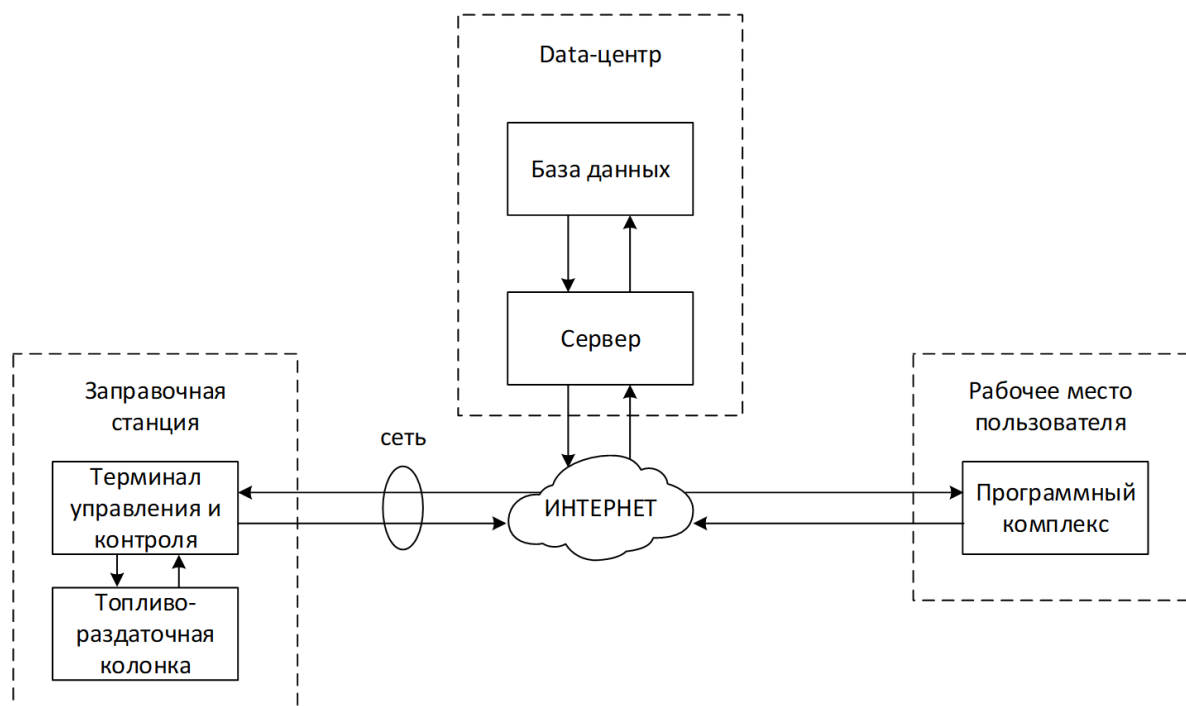 Data-центр
База данных
Сервер
Заправочная
станция
Терминал
управления и
контроля
Топливо-
раздаточная
колонка
сеть
ИНТЕРНЕТ
Рабочее место
пользователя
Программный
комплекс